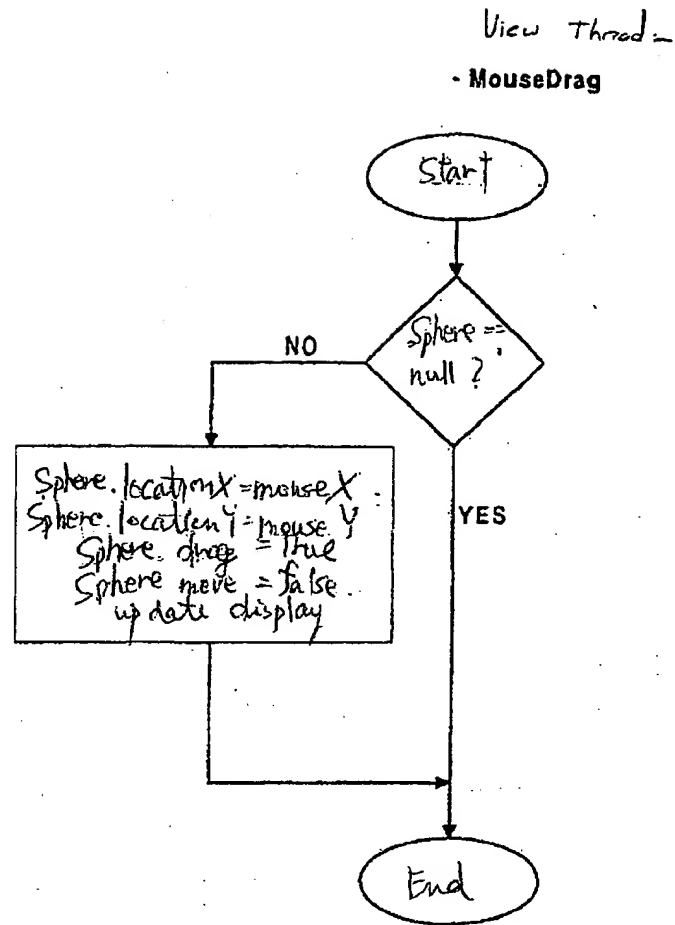 View Thread
- MouseDrag
Start
Sphere ==
null ?
NO
Sphere.locationX=mouse X
Sphere.locationY=mouse Y
Sphere. drag = True
Sphere move = false
update display
YES
End